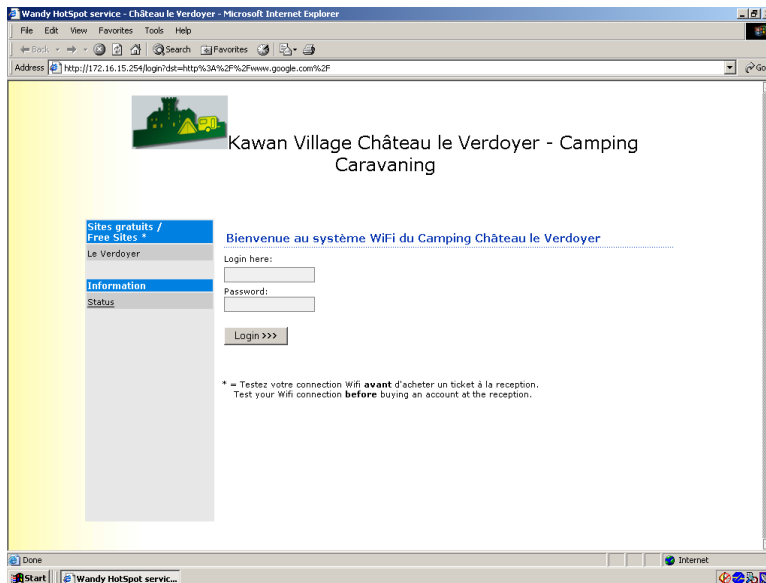 Wandy HotSpot service - Château le Verdoyer - Microsoft Internet Explorer
File Edit View Favorites Tools Help
Back Search Favorites
Address http://172.16.15.254/login?dst=http%3A%2F%2Fwww.google.com%2F Go
Kawan Village Château le Verdoyer - Camping
Caravaning
Sites gratuits /
Free Sites *
Le Verdoyer
Information
Status
Bienvenue au système WiFi du Camping Château le Verdoyer
Login here:
Password:
Login >>>
* = Testez votre connection Wifi avant d'acheter un ticket à la reception.
Test your Wifi connection before buying an account at the reception.
Done Internet
Start Wandy HotSpot servic...